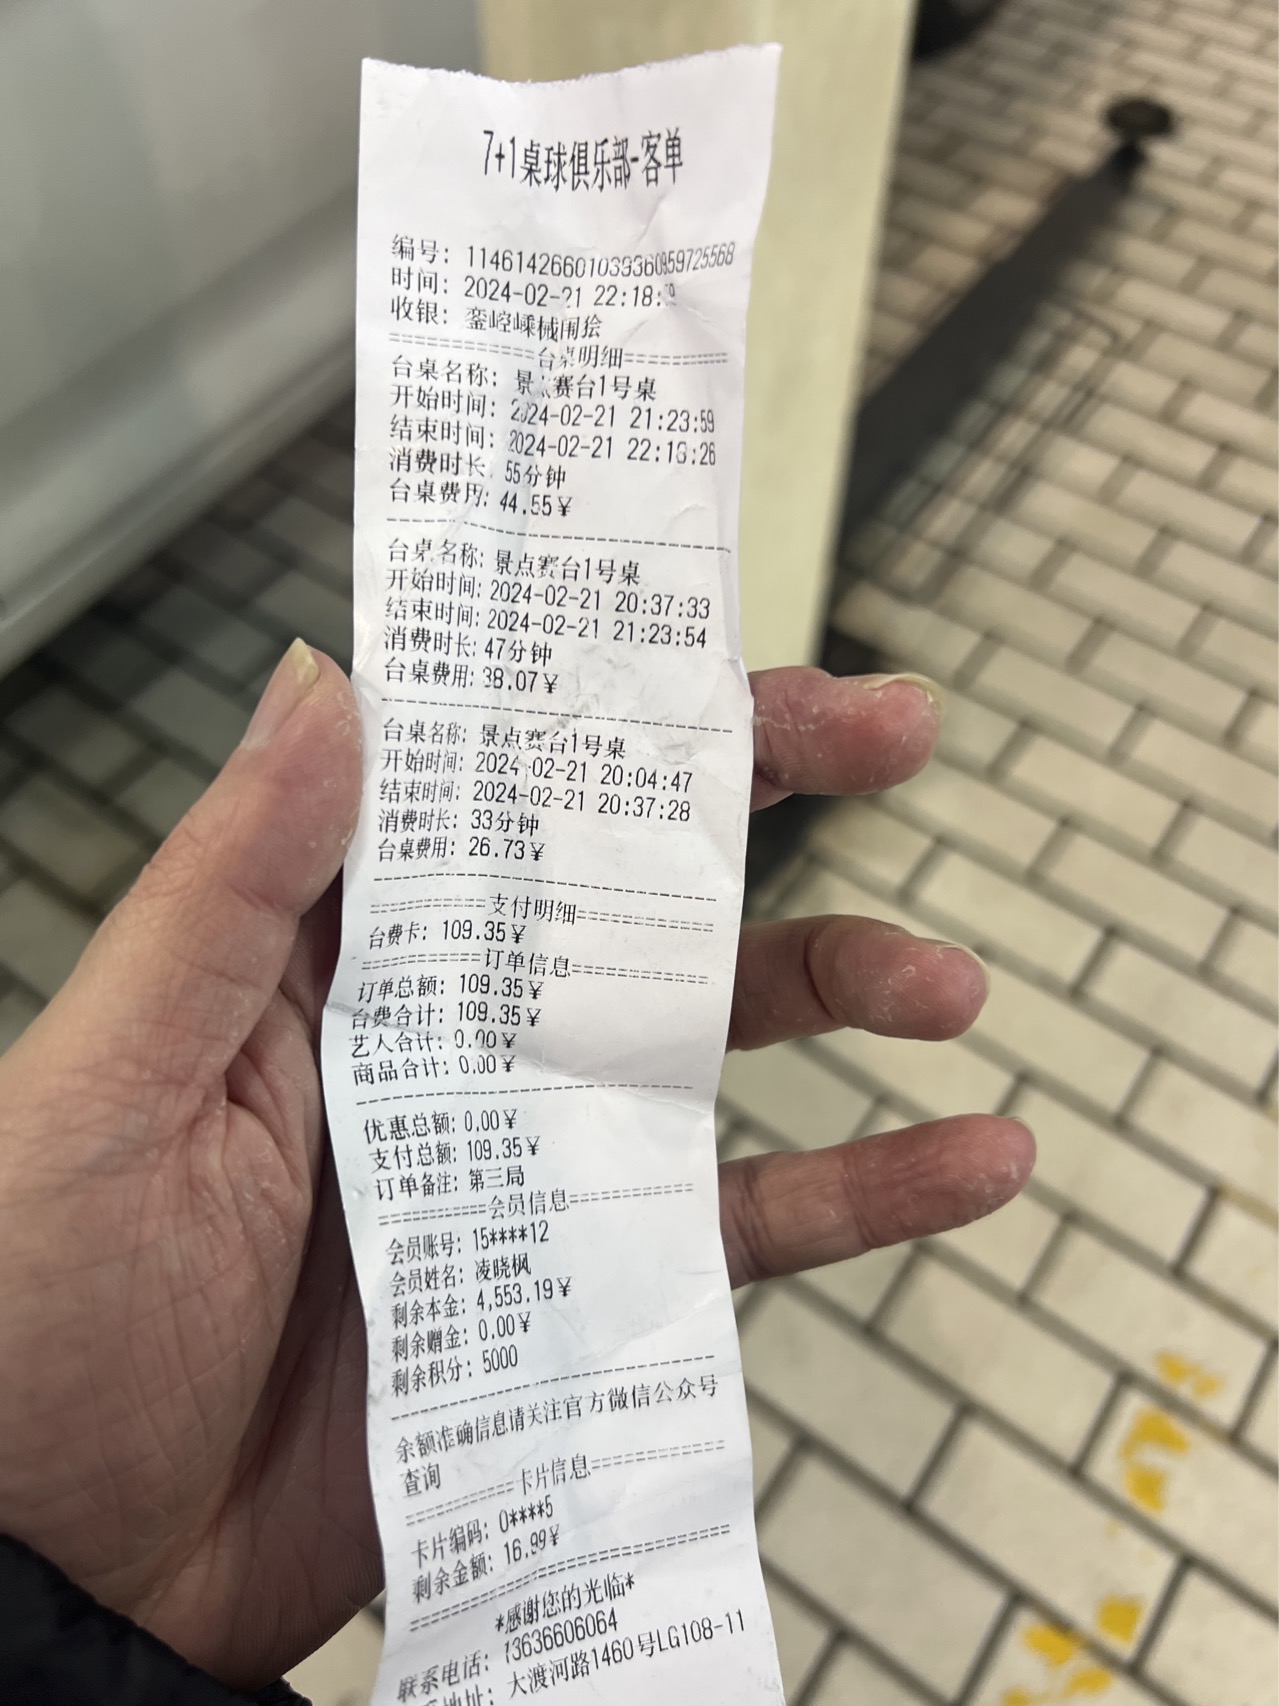 7+1桌球俱乐部-客单
编号: 11461426601039360859725568
时间: 2024-02-21 22:18:
收银: 銮崆嵊械闹绘
==========台桌明细==========
台桌名称: 景点赛台1号桌
开始时间: 2024-02-21 21:23:59
结束时间: 2024-02-21 22:18:26
消费时长: 55分钟
台桌费用: 44.55¥
台桌名称: 景点赛台1号桌
开始时间: 2024-02-21 20:37:33
结束时间: 2024-02-21 21:23:54
消费时长: 47分钟
台桌费用: 38.07¥
台桌名称: 景点赛台1号桌
开始时间: 2024-02-21 20:04:47
结束时间: 2024-02-21 20:37:28
消费时长: 33分钟
台桌费用: 26.73¥
==========支付明细==========
台费卡: 109.35¥
==========订单信息==========
订单总额: 109.35¥
台费合计: 109.35¥
艺人合计: 0.00¥
商品合计: 0.00¥
优惠总额: 0.00¥
支付总额: 109.35¥
订单备注: 第三局
==========会员信息==========
会员账号: 15****12
会员姓名: 凌晓枫
剩余本金: 4,553.19¥
剩余赠金: 0.00¥
剩余积分: 5000
余额准确信息请关注官方微信公众号
查询
==========卡片信息==========
卡片编码: 0****5
剩余金额: 16.99¥
*感谢您的光临*
联系电话: 13636606064
地址: 大渡河路1460号LG108-11